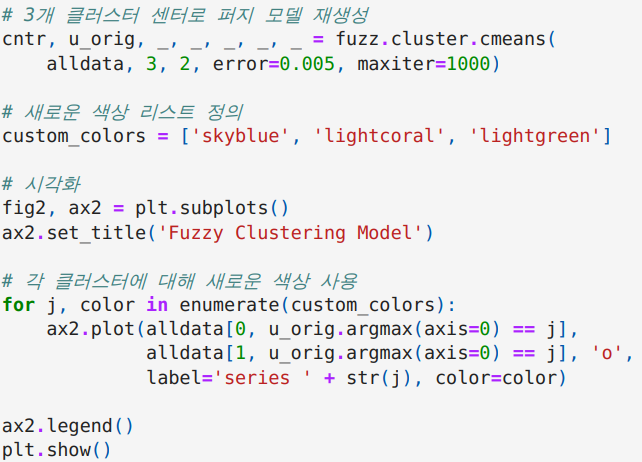 # 3개 클러스터 센터로 퍼지 모델 재생성
cntr, u_orig, _, _, _, _, _ = fuzz.cluster.cmeans(
    alldata, 3, 2, error=0.005, maxiter=1000)

# 새로운 색상 리스트 정의
custom_colors = ['skyblue', 'lightcoral', 'lightgreen']

# 시각화
fig2, ax2 = plt.subplots()
ax2.set_title('Fuzzy Clustering Model')

# 각 클러스터에 대해 새로운 색상 사용
for j, color in enumerate(custom_colors):
    ax2.plot(alldata[0, u_orig.argmax(axis=0) == j],
             alldata[1, u_orig.argmax(axis=0) == j], 'o',
             label='series ' + str(j), color=color)

ax2.legend()
plt.show()